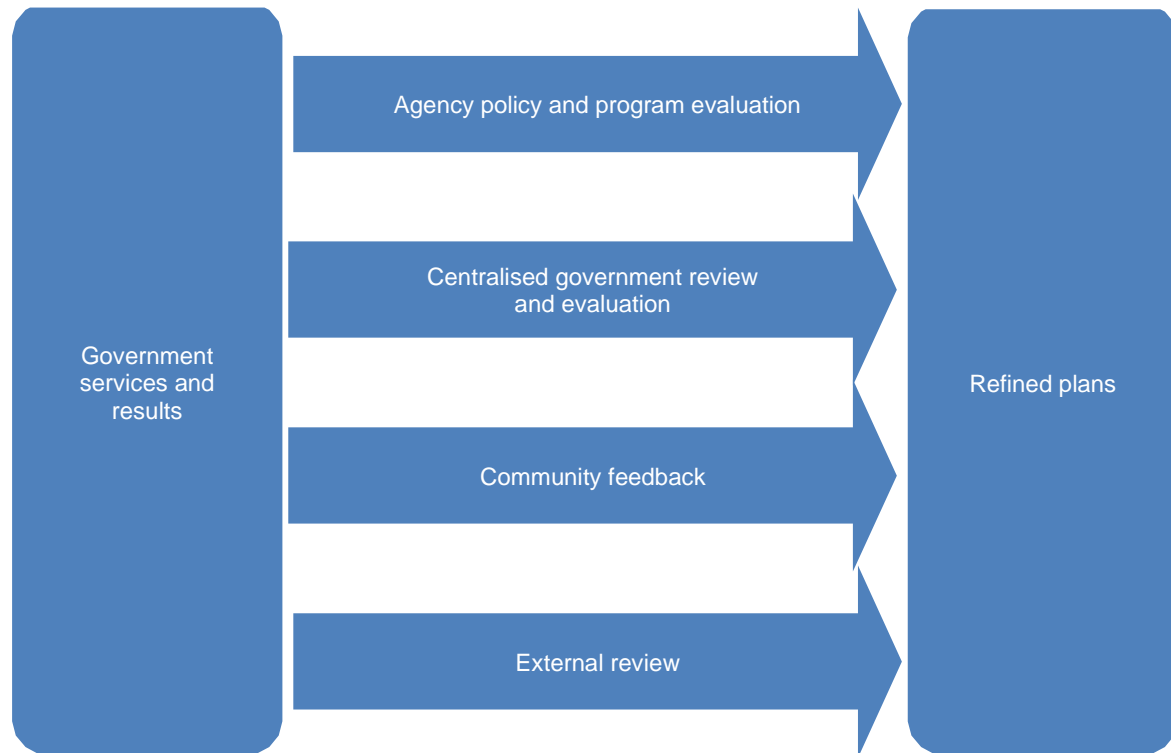 Agency policy and program evaluation
Centralised government review
and evaluation
Government
services and
results
Refined plans
Community feedback
External review